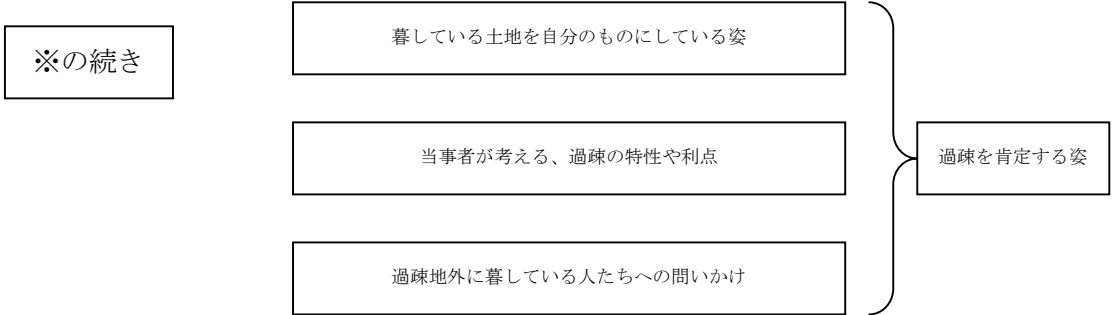 ※の続き
暮している土地を自分のものにしている姿
当事者が考える、過疎の特性や利点
過疎地外に暮している人たちへの問いかけ
過疎を肯定する姿